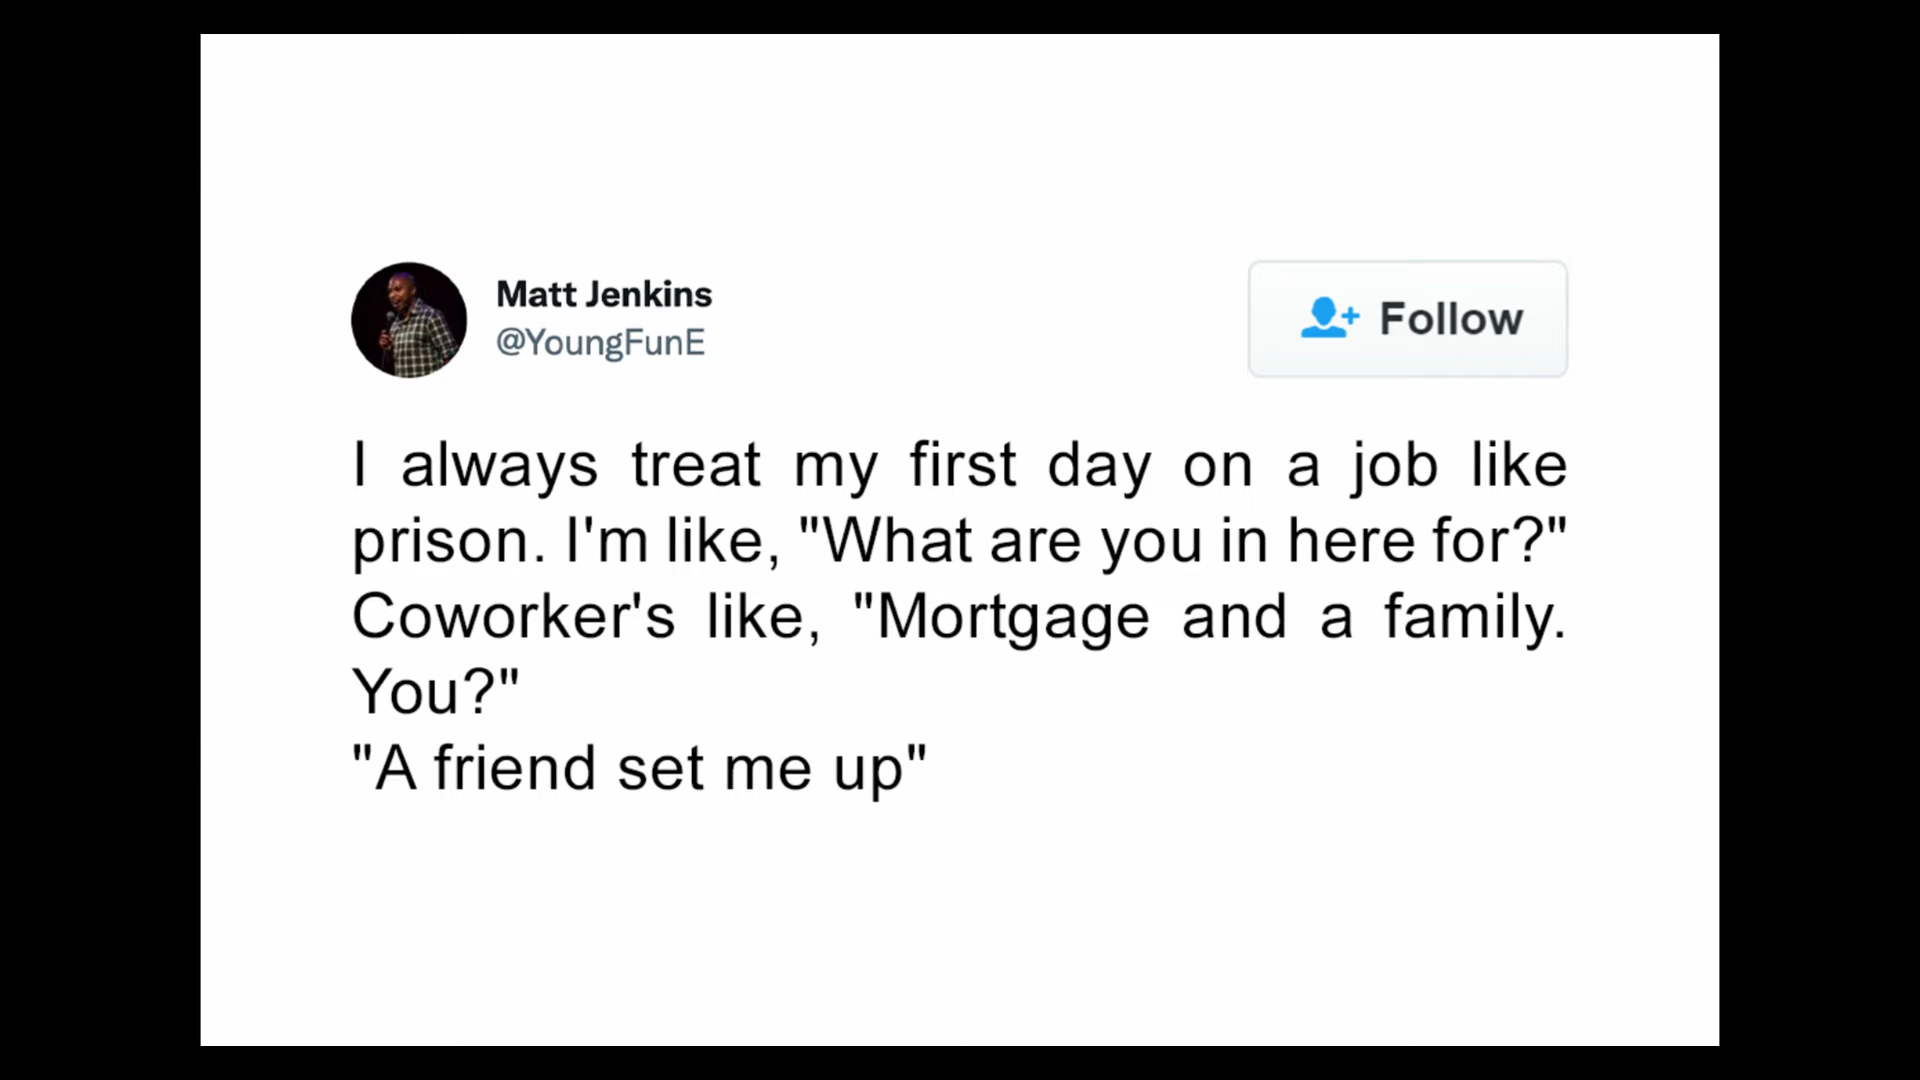 Matt Jenkins
@YoungFunE
Follow
I always treat my first day on a job like
prison. I'm like, "What are you in here for?"
Coworker's like, "Mortgage and a family.
You?"
"A friend set me up"